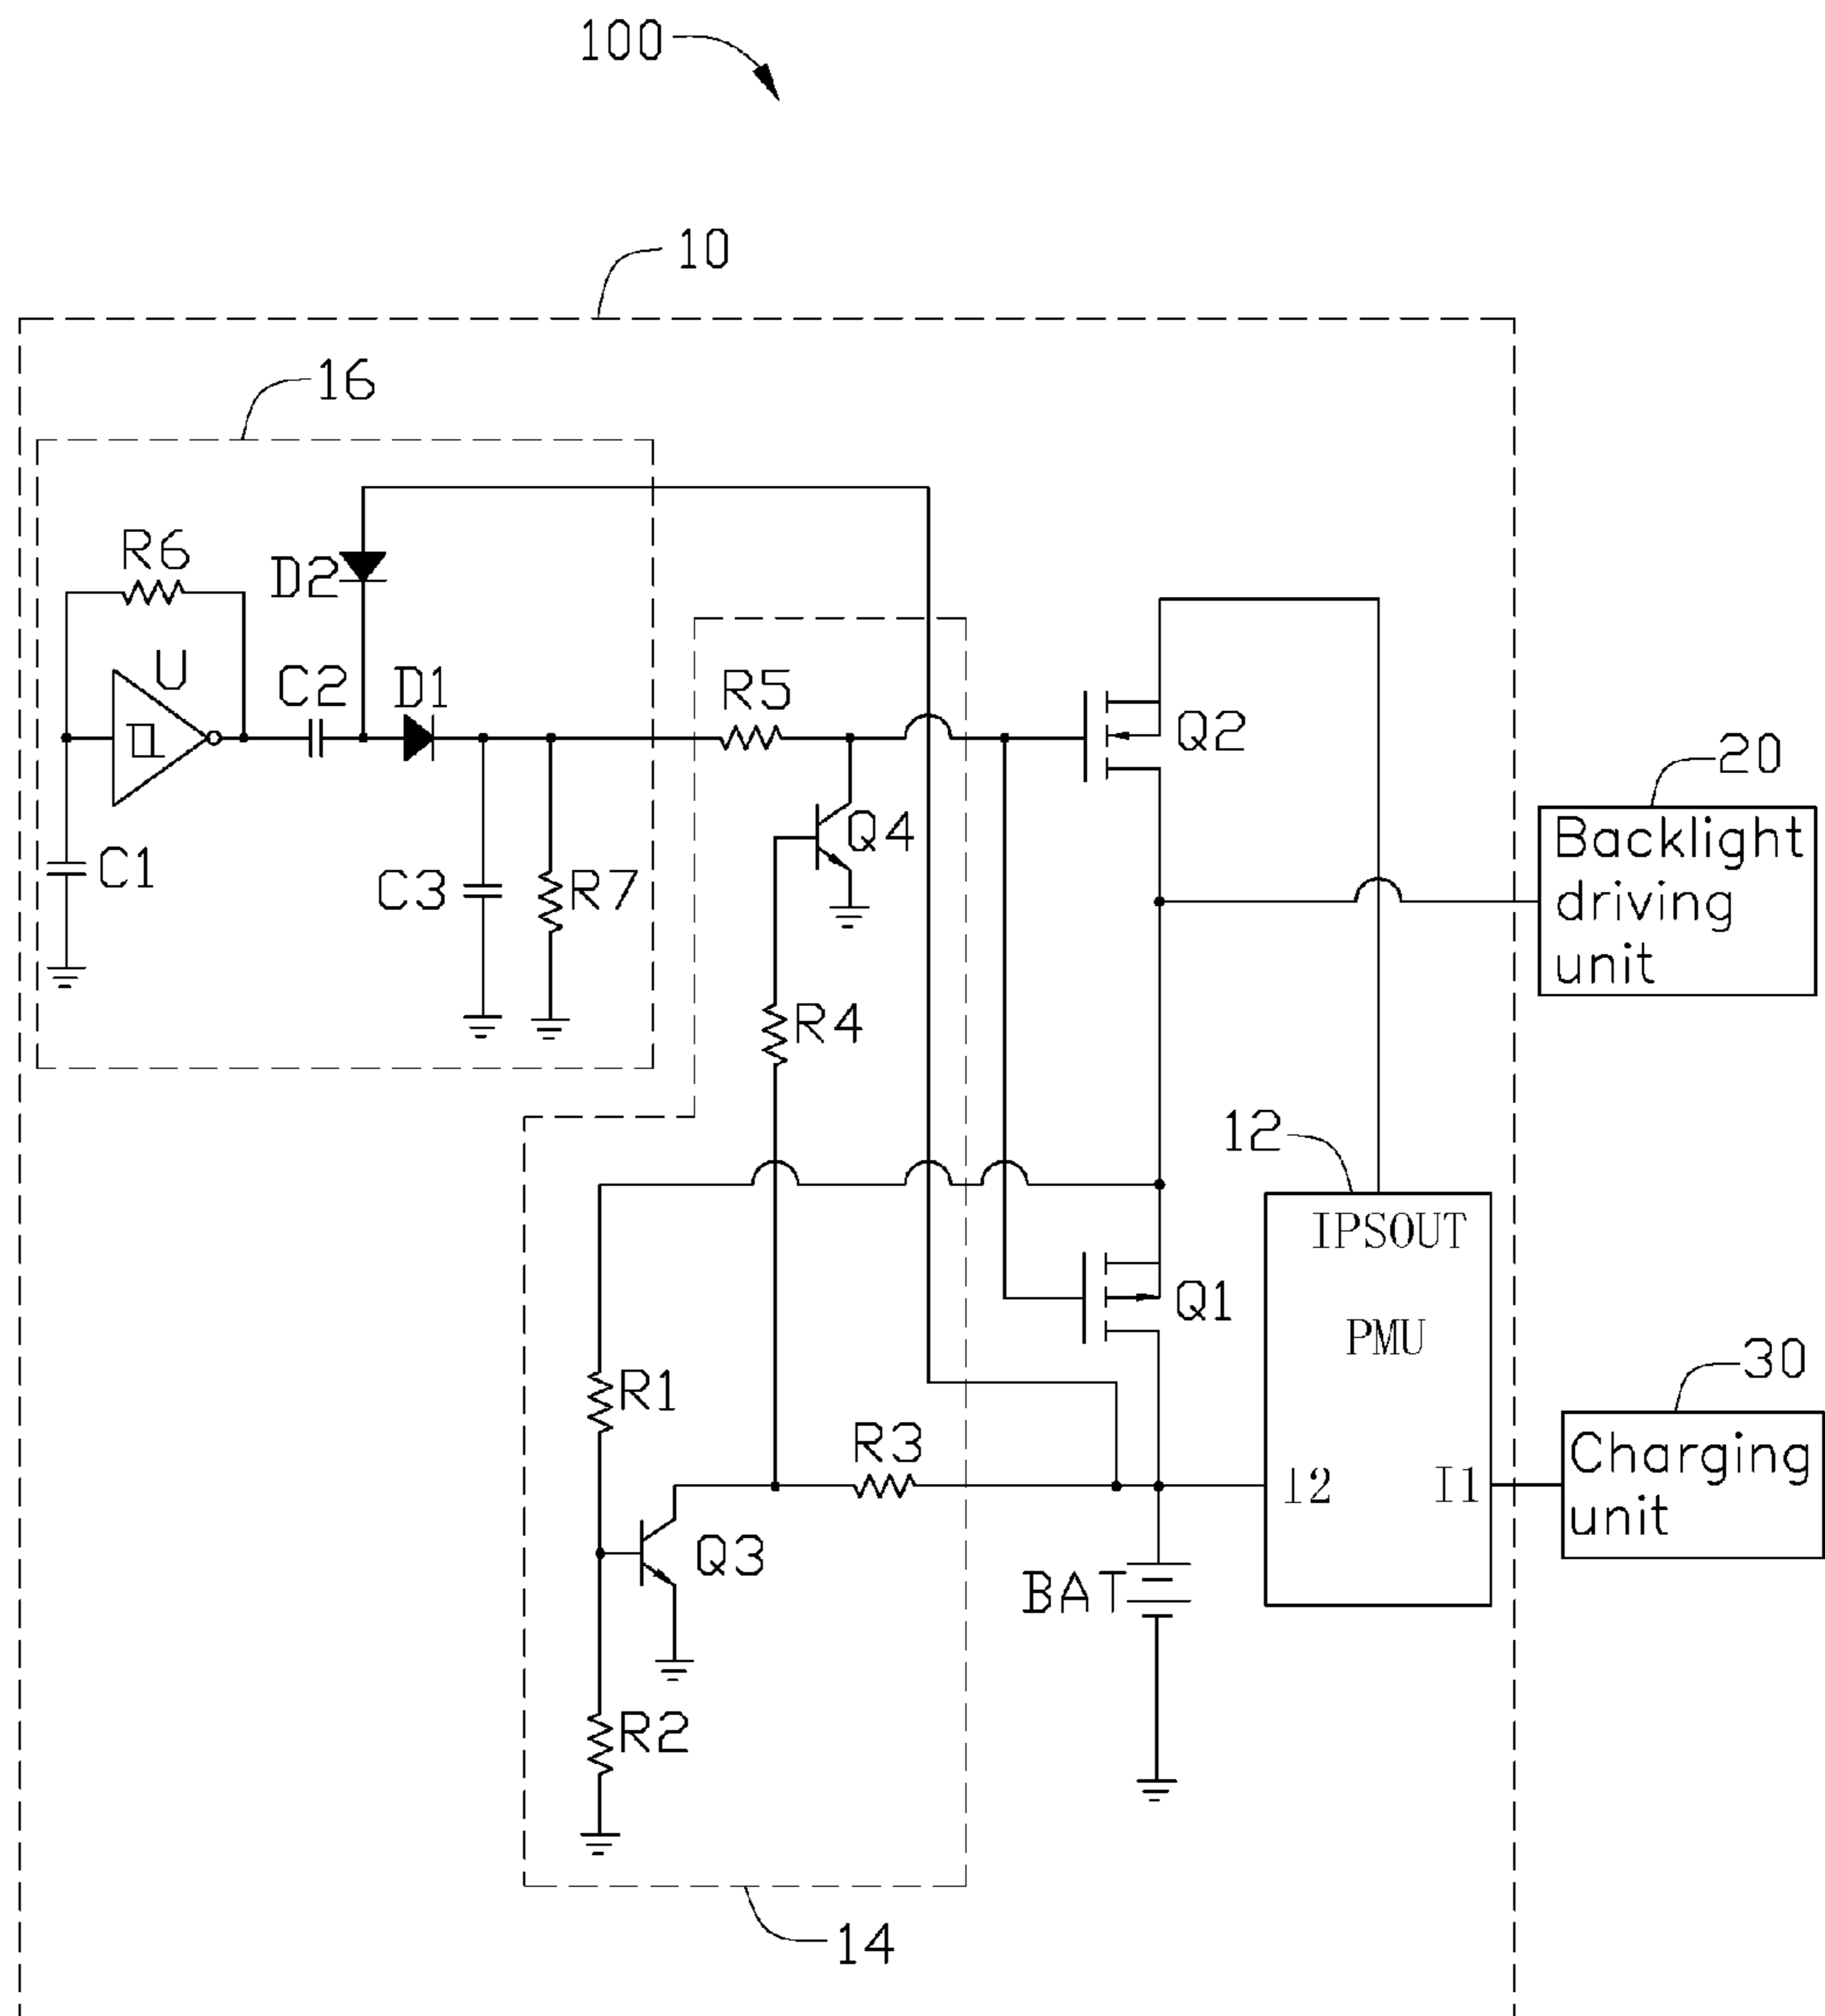 100
10
16
R6
D2
U
C2
D1
R5
Q2
20
Backlight
driving
unit
Q4
C1
C3
R7
R4
12
IPSOUT
Q1
PMU
30
R1
R3
Charging
unit
I2
I1
Q3
BAT
R2
14